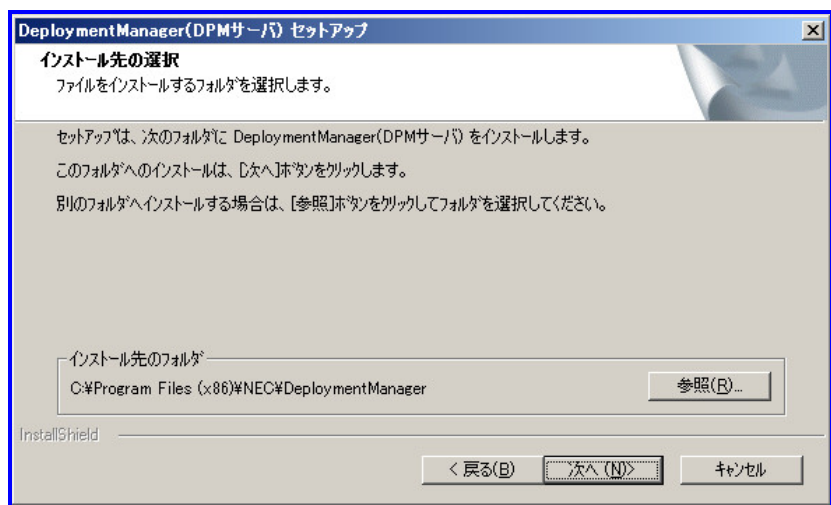 DeploymentManager(DPMサーバ) セットアップ
インストール先の選択
ファイルをインストールするフォルダを選択します。
セットアップは、次のフォルダに DeploymentManager(DPMサーバ) をインストールします。
このフォルダへのインストールは、[次へ]ボタンをクリックします。
別のフォルダへインストールする場合は、[参照]ボタンをクリックしてフォルダを選択してください。
インストール先のフォルダ
C:¥Program Files (x86)¥NEC¥DeploymentManager
参照(R)...
InstallShield
< 戻る(B)
次へ (N)>
キャンセル